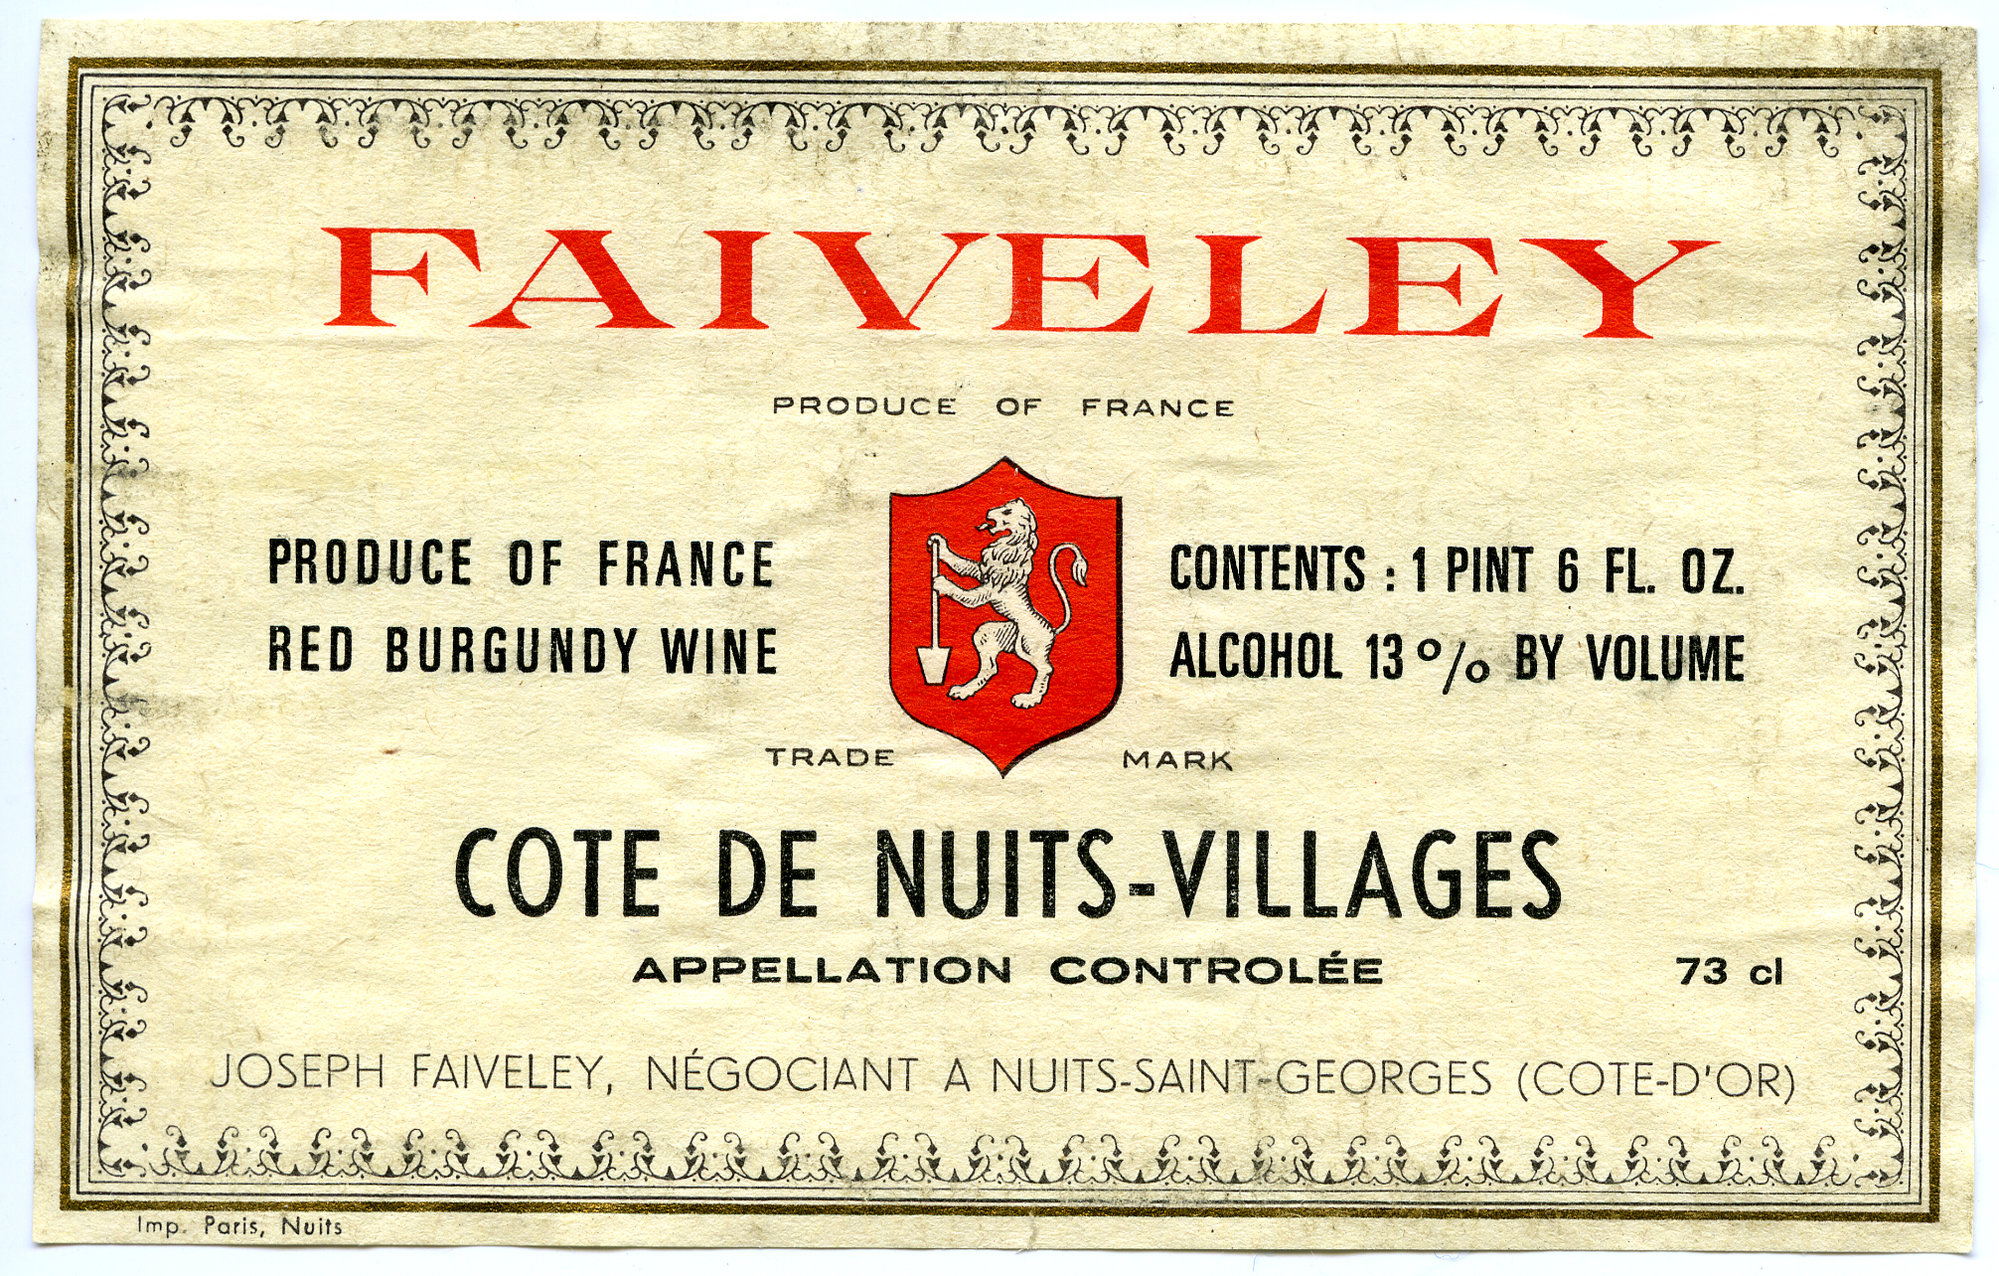 FAIVELEY
PRODUCE OF FRANCE
PRODUCE OF FRANCE
RED BURGUNDY WINE
CONTENTS : 1 PINT 6 FL. OZ.
ALCOHOL 13 % BY VOLUME
TRADE MARK
COTE DE NUITS-VILLAGES
APPELLATION CONTROLÉE
73 cl
JOSEPH FAIVELEY, NÉGOCIANT A NUITS-SAINT-GEORGES (COTE-D'OR)
Imp. Paris, Nuits